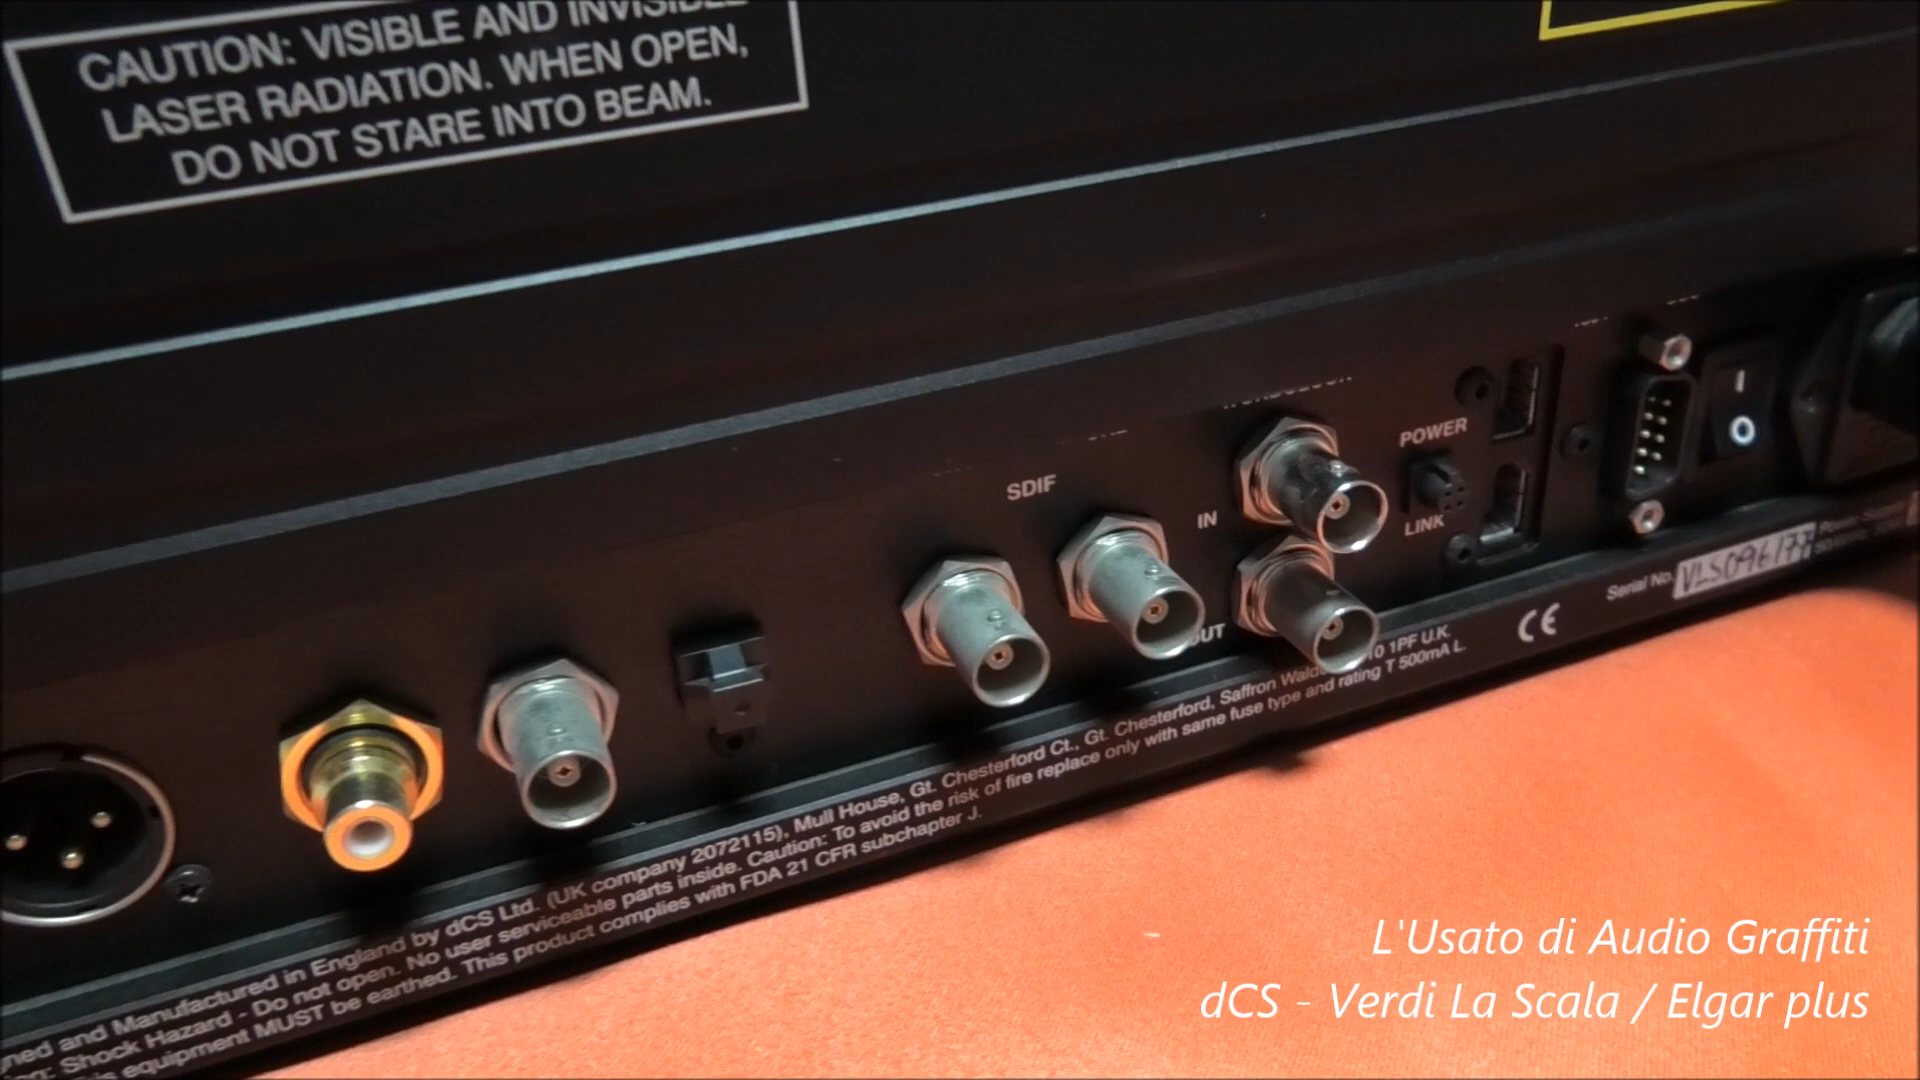 CAUTION: VISIBLE AND INVISIBLE
LASER RADIATION. WHEN OPEN,
DO NOT STARE INTO BEAM.
SDIF
IN
OUT
POWER
LINK
I
O
Serial No. VLS096177
CE
and Manufactured in England by dCS Ltd. (UK company 2072115), Mull House, Gt. Chesterford Ct., Gt. Chesterford, Saffron 1PF U.K.
Shock Hazard - Do not open. No user serviceable parts inside. Caution: To avoid the risk of fire replace only with same fuse type and rating T 500mA L.
equipment MUST be earthed. This product complies with FDA 21 CFR subchapter J.
L'Usato di Audio Graffiti
dCS - Verdi La Scala / Elgar plus